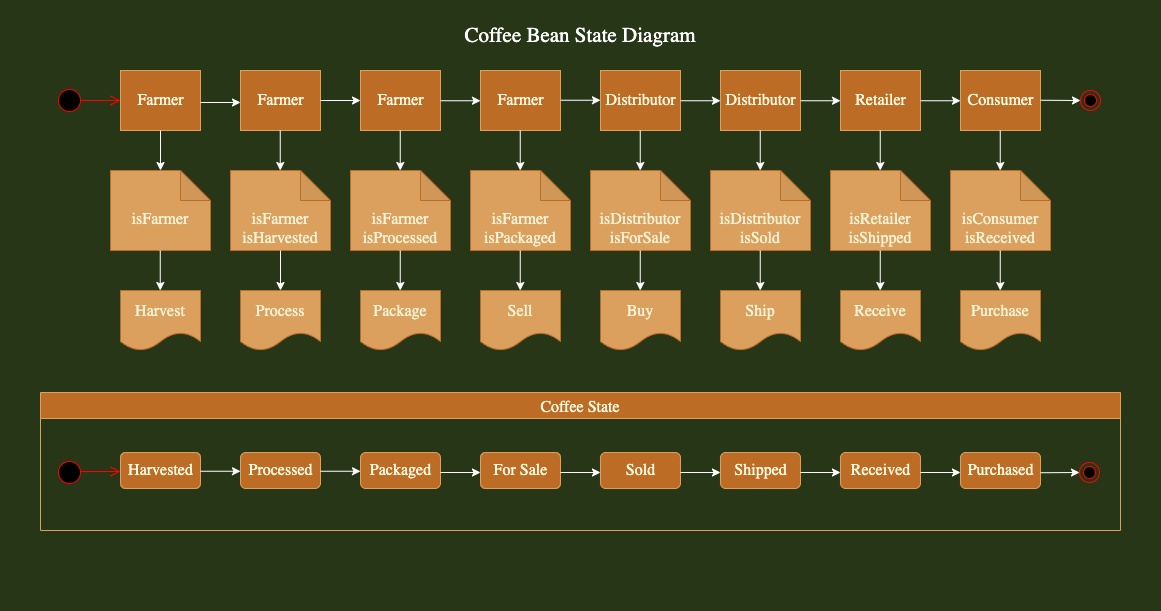 Coffee Bean State Diagram
Farmer
Farmer
Farmer
Farmer
Distributor
Distributor
Retailer
Consumer
isFarmer
isFarmer
isHarvested
isFarmer
isProcessed
isFarmer
isPackaged
isDistributor
isForSale
isDistributor
isSold
isRetailer
isShipped
isConsumer
isReceived
Harvest
Process
Package
Sell
Buy
Ship
Receive
Purchase
Coffee State
Harvested
Processed
Packaged
For Sale
Sold
Shipped
Received
Purchased